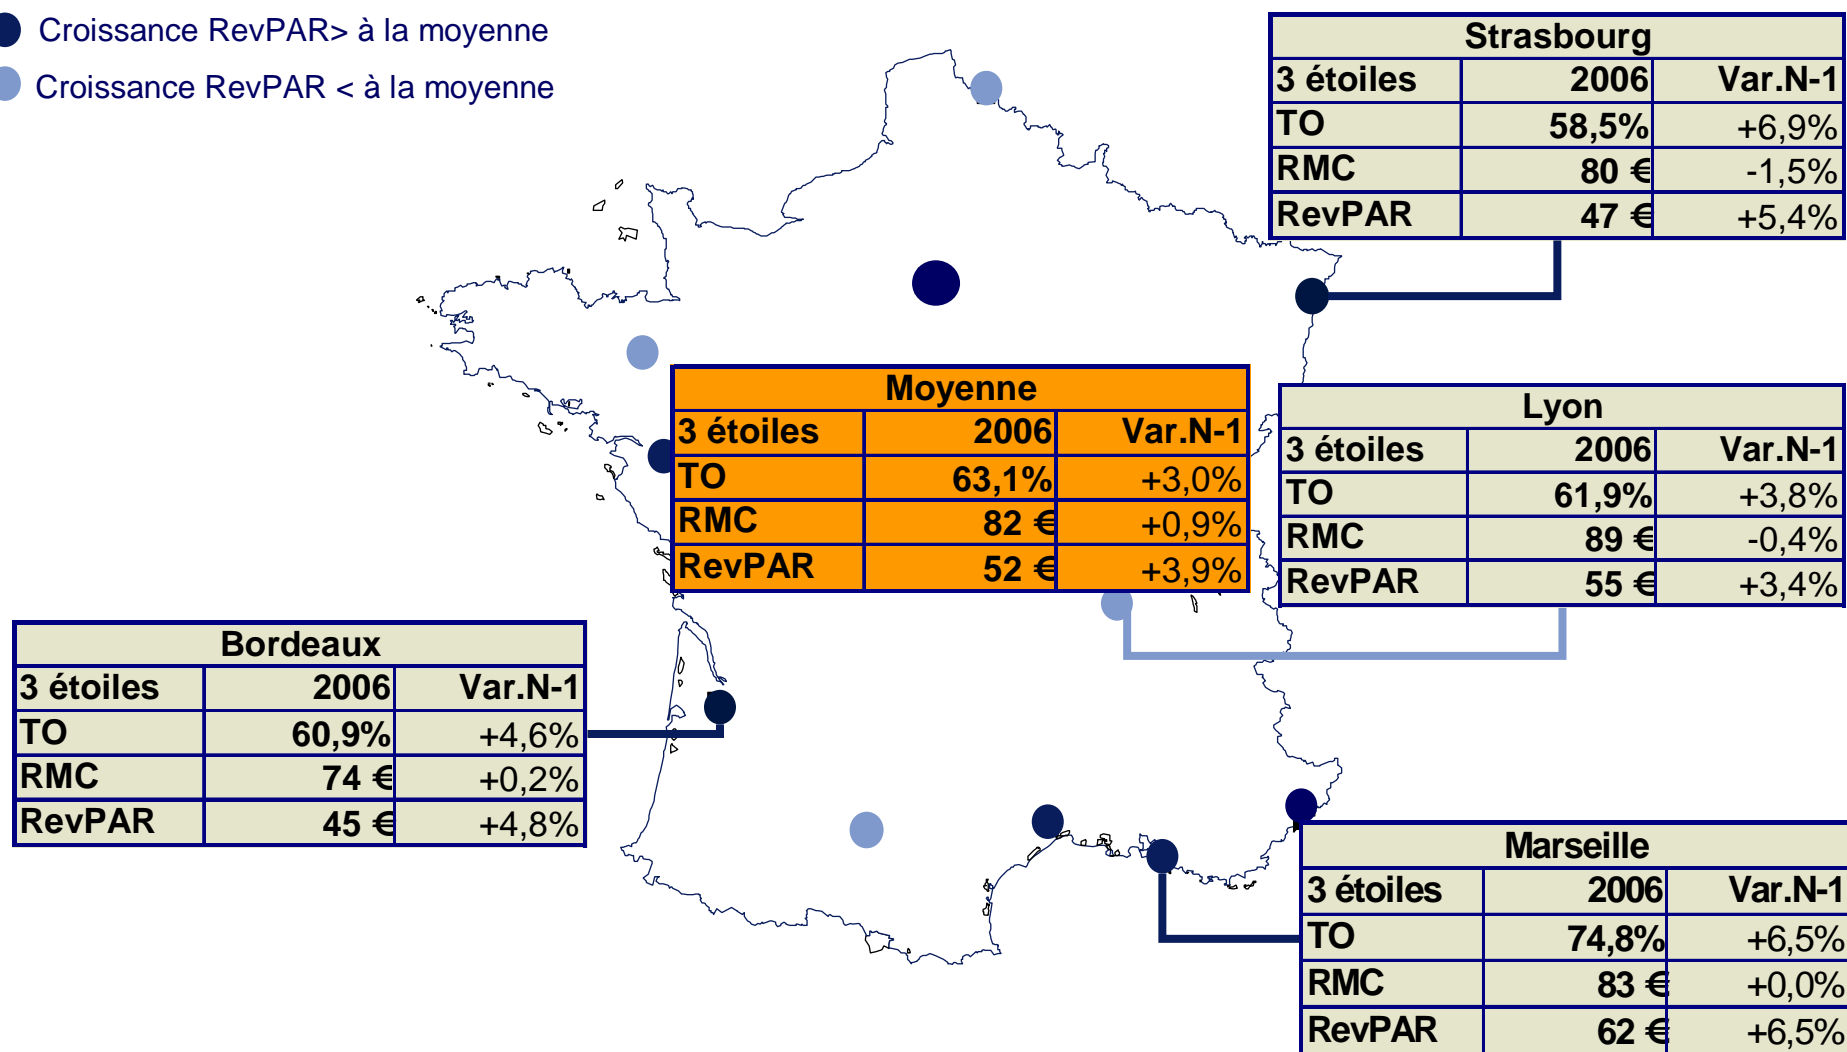 Croissance RevPAR> à la moyenne
Croissance RevPAR < à la moyenne
Strasbourg
3 étoiles 2006 Var.N-1
TO 58,5% +6,9%
RMC 80 € -1,5%
RevPAR 47 € +5,4%
Moyenne
3 étoiles 2006 Var.N-1
TO 63,1% +3,0%
RMC 82 € +0,9%
RevPAR 52 € +3,9%
Lyon
3 étoiles 2006 Var.N-1
TO 61,9% +3,8%
RMC 89 € -0,4%
RevPAR 55 € +3,4%
Bordeaux
3 étoiles 2006 Var.N-1
TO 60,9% +4,6%
RMC 74 € +0,2%
RevPAR 45 € +4,8%
Marseille
3 étoiles 2006 Var.N-1
TO 74,8% +6,5%
RMC 83 € +0,0%
RevPAR 62 € +6,5%